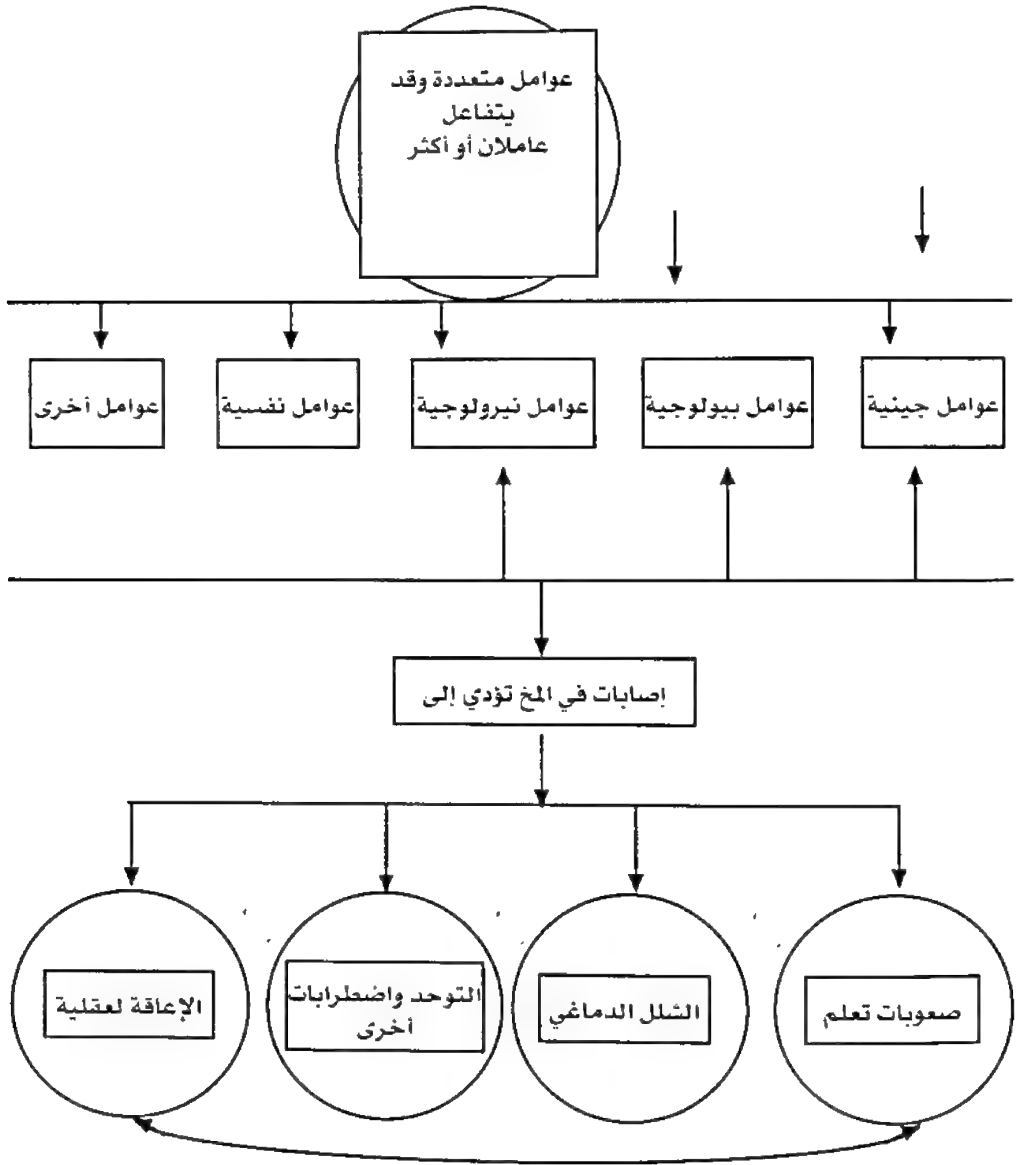 عوامل متعددة وقد
يتفاعل
عاملان أو أكثر
عوامل جينية
عوامل بيولوجية
عوامل نيرولوجية
عوامل نفسية
عوامل أخرى
إصابات في المخ تؤدي إلى
صعوبات تعلم
الشلل الدماغي
التوحد واضطرابات
أخرى
الإعاقة لعقلية